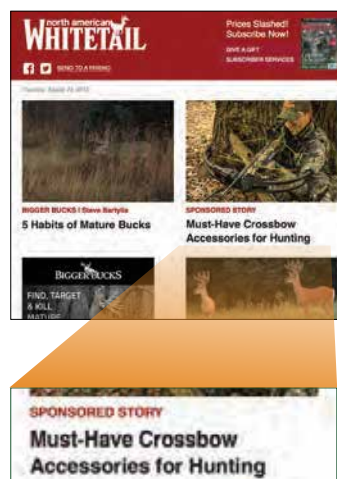 north american
WHITETAIL
Prices Slashed!
Subscribe Now!
GIVE A GIFT
SUBSCRIBER SERVICES
SEND TO A FRIEND
BIGGER BUCKS | Steve Bartylla
5 Habits of Mature Bucks
SPONSORED STORY
Must-Have Crossbow
Accessories for Hunting
BIGGER BUCKS
FIND, TARGET
& KILL
MATURE
SPONSORED STORY
Must-Have Crossbow
Accessories for Hunting